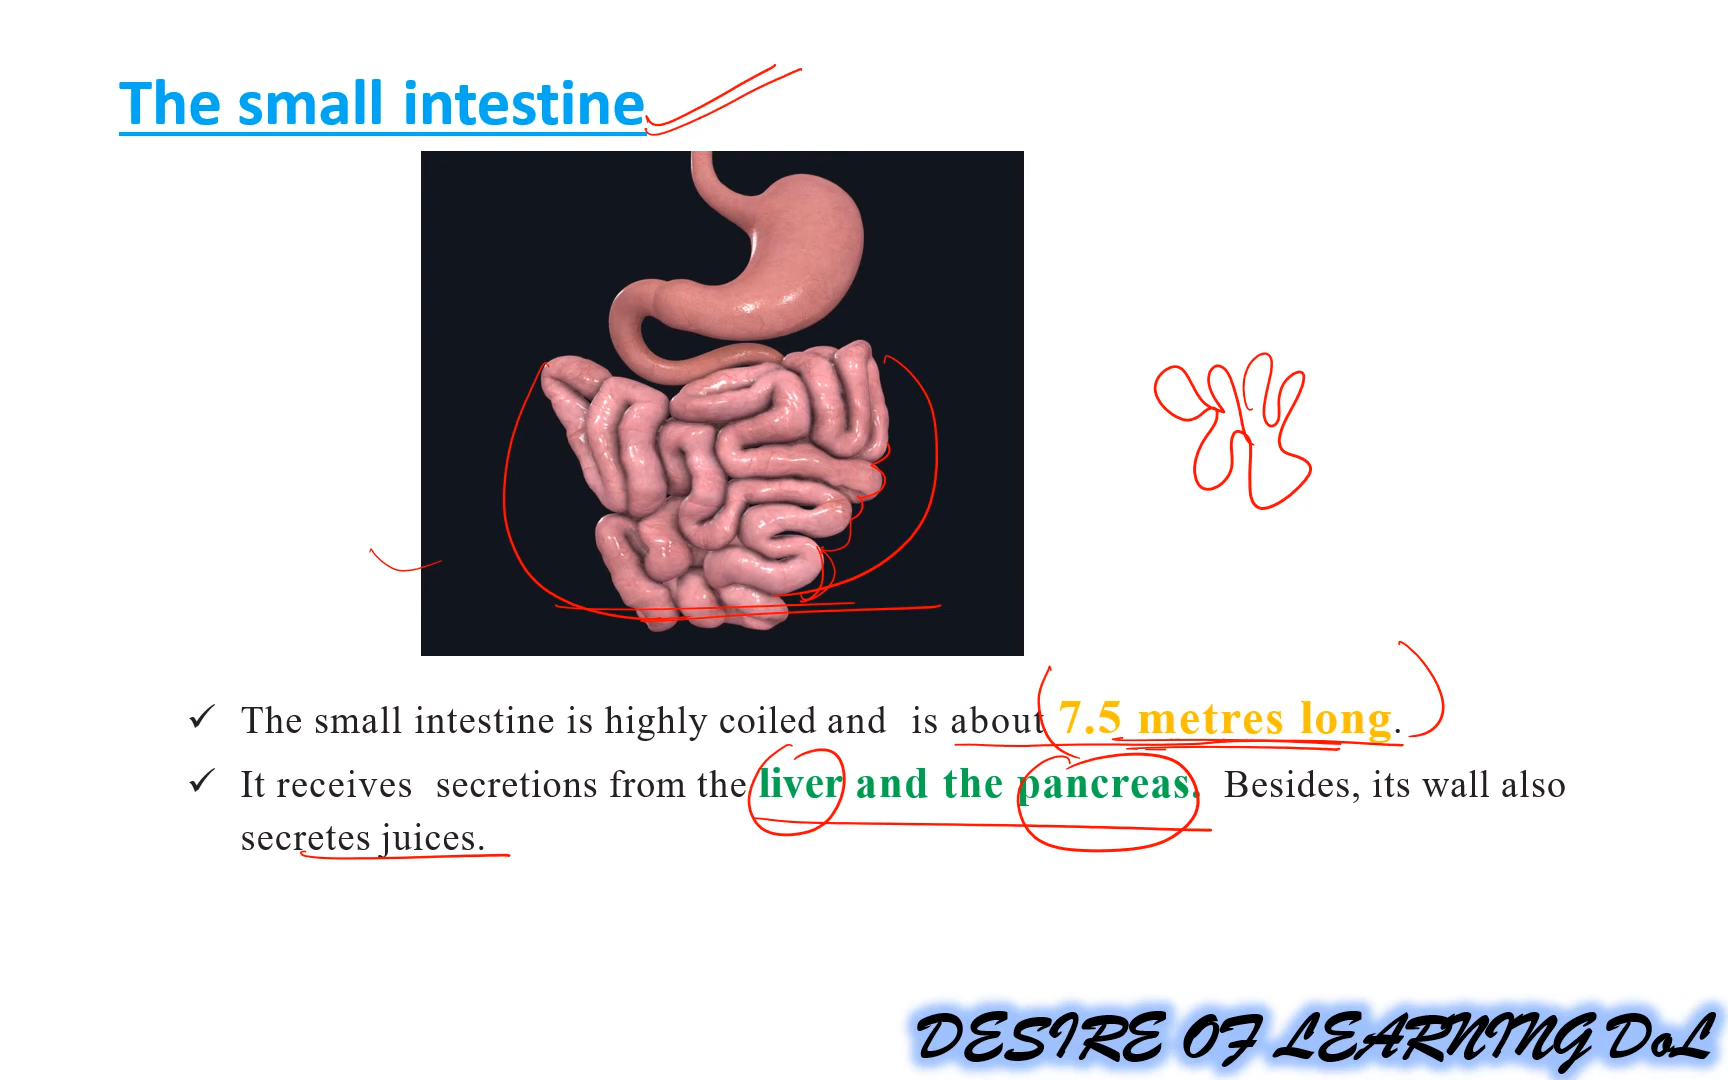 The small intestine
✓ The small intestine is highly coiled and is about 7.5 metres long.
✓ It receives secretions from the liver and the pancreas. Besides, its wall also
secretes juices.
DESIRE OF LEARNING DoL